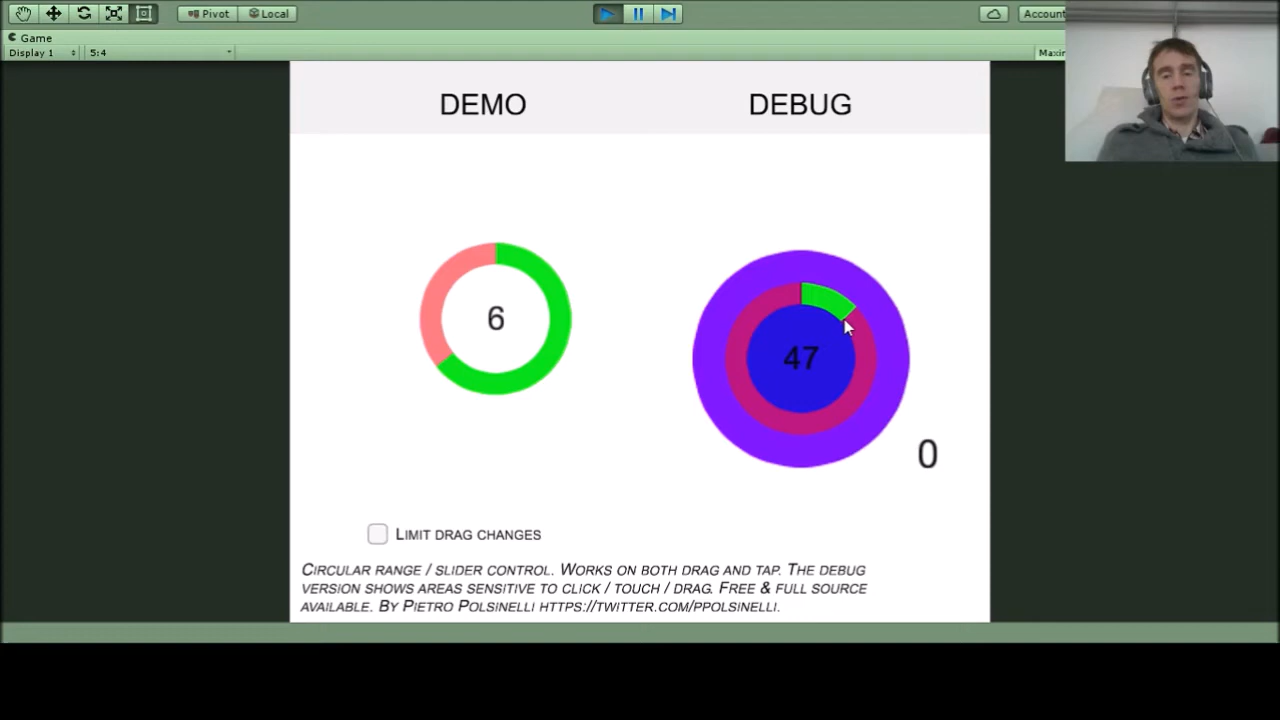 Pivot Local Account
Game
Display 1 5:4
DEMO DEBUG
6
47
0
LIMIT DRAG CHANGES
CIRCULAR RANGE / SLIDER CONTROL. WORKS ON BOTH DRAG AND TAP. THE DEBUG
VERSION SHOWS AREAS SENSITIVE TO CLICK / TOUCH / DRAG. FREE & FULL SOURCE
AVAILABLE. BY PIETRO POLSINELLI HTTPS://TWITTER.COM/PPOLSINELLI.